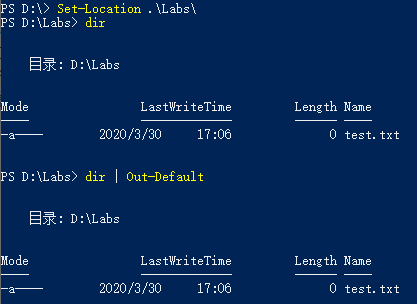 PS D:\> Set-Location .\Labs\
PS D:\Labs> dir
目录: D:\Labs
Mode LastWriteTime Length Name
---- ------------- ------ ----
-a---- 2020/3/30 17:06 0 test.txt
PS D:\Labs> dir | Out-Default
目录: D:\Labs
Mode LastWriteTime Length Name
---- ------------- ------ ----
-a---- 2020/3/30 17:06 0 test.txt